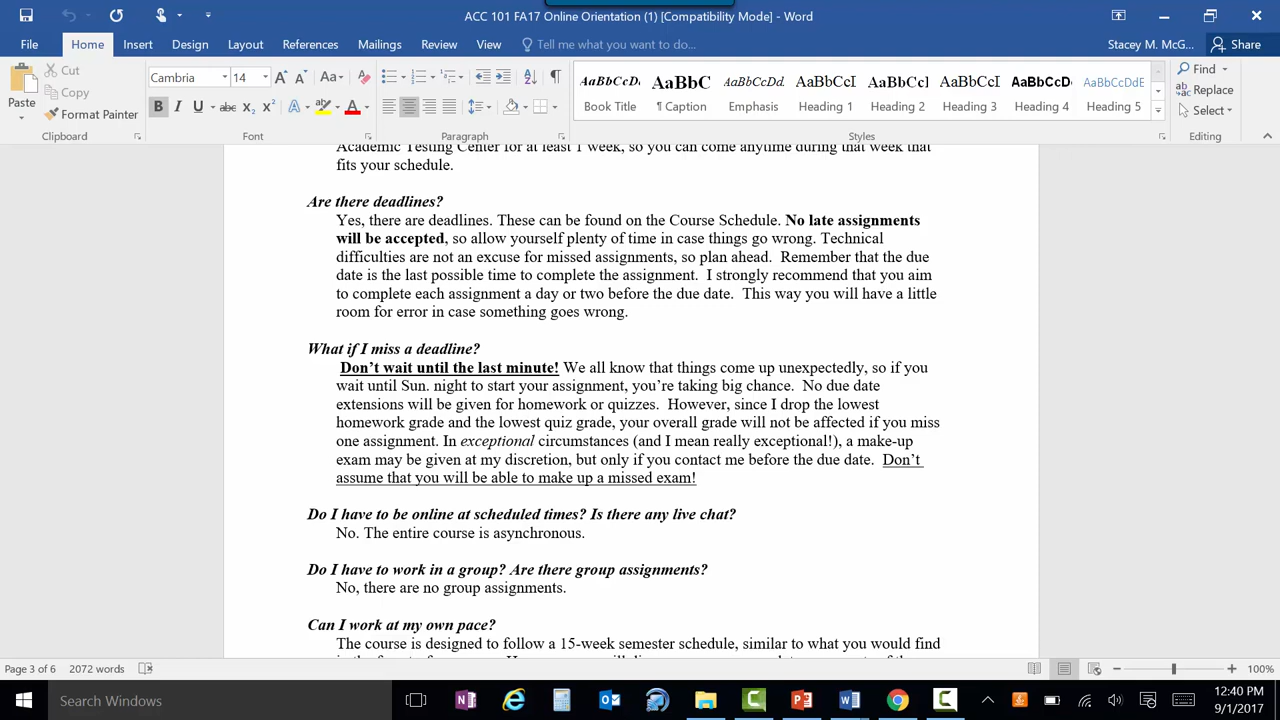 ACC 101 FA17 Online Orientation (1) [Compatibility Mode] - Word
File Home Insert Design Layout References Mailings Review View Tell me what you want to do... Stacey M. McG... Share
Paste
Cut
Copy
Format Painter
Clipboard
Cambria 14
Font
Paragraph
AaBbCcDc AaBbC AaBbCcDd AaBbCcI AaBbCcI AaBbCcI AaBbCcD AaBbCcDdE
Book Title ¶ Caption Emphasis Heading 1 Heading 2 Heading 3 Heading 4 Heading 5
Styles
Find
Replace
Select
Editing
Academic Testing Center for at least 1 week, so you can come anytime during that week that
fits your schedule.
Are there deadlines?
Yes, there are deadlines. These can be found on the Course Schedule. No late assignments
will be accepted, so allow yourself plenty of time in case things go wrong. Technical
difficulties are not an excuse for missed assignments, so plan ahead. Remember that the due
date is the last possible time to complete the assignment. I strongly recommend that you aim
to complete each assignment a day or two before the due date. This way you will have a little
room for error in case something goes wrong.
What if I miss a deadline?
Don't wait until the last minute! We all know that things come up unexpectedly, so if you
wait until Sun. night to start your assignment, you're taking big chance. No due date
extensions will be given for homework or quizzes. However, since I drop the lowest
homework grade and the lowest quiz grade, your overall grade will not be affected if you miss
one assignment. In exceptional circumstances (and I mean really exceptional!), a make-up
exam may be given at my discretion, but only if you contact me before the due date. Don't
assume that you will be able to make up a missed exam!
Do I have to be online at scheduled times? Is there any live chat?
No. The entire course is asynchronous.
Do I have to work in a group? Are there group assignments?
No, there are no group assignments.
Can I work at my own pace?
The course is designed to follow a 15-week semester schedule, similar to what you would find
Page 3 of 6 2072 words 100%
Search Windows
12:40 PM
9/1/2017